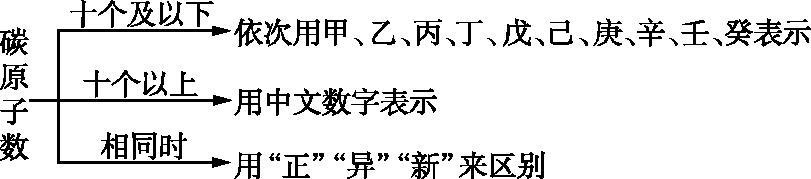 碳原子数
十个及以下
依次用甲、乙、丙、丁、戊、己、庚、辛、壬、癸表示
十个以上
用中文数字表示
相同时
用“正”“异”“新”来区别